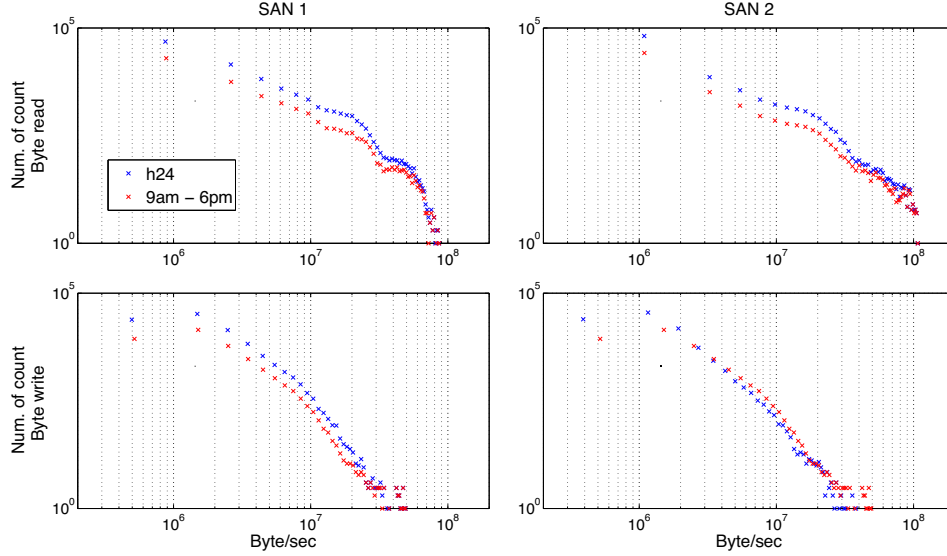 SAN 1
SAN 2
10^5
10^5
Num. of count
Byte read
h24
9am − 6pm
10^0
10^0
10^6
10^7
10^8
10^6
10^7
10^8
10^5
10^5
Num. of count
Byte write
10^0
10^0
10^6
10^7
10^8
10^6
10^7
10^8
Byte/sec
Byte/sec